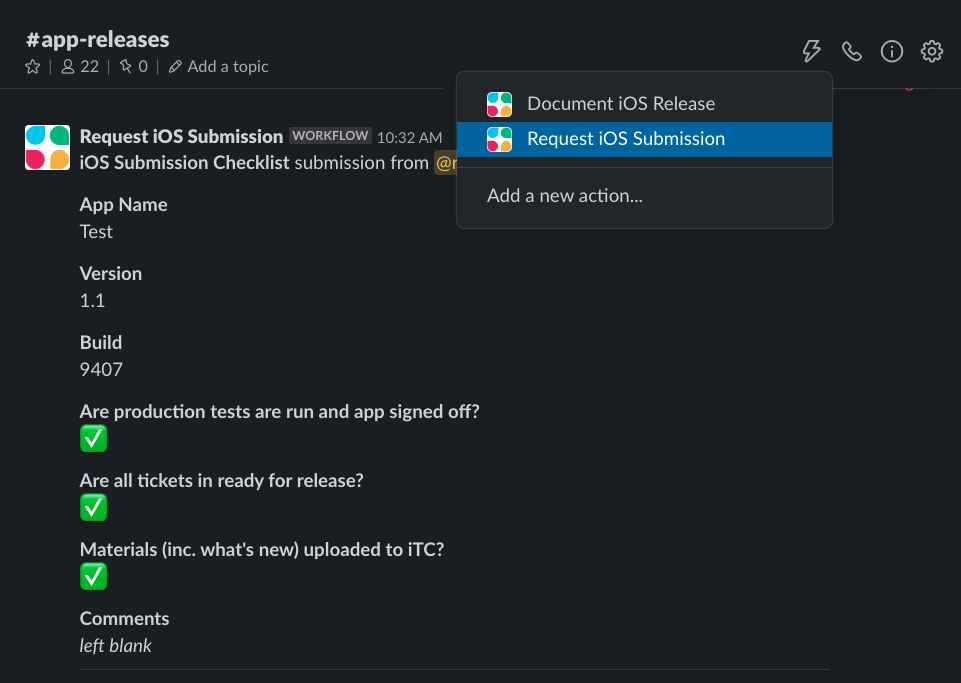 #app-releases
22 | 0 | Add a topic
Document iOS Release
Request iOS Submission
Add a new action...
Request iOS Submission WORKFLOW 10:32 AM
iOS Submission Checklist submission from
App Name
Test
Version
1.1
Build
9407
Are production tests are run and app signed off?
Are all tickets in ready for release?
Materials (inc. what's new) uploaded to iTC?
Comments
left blank